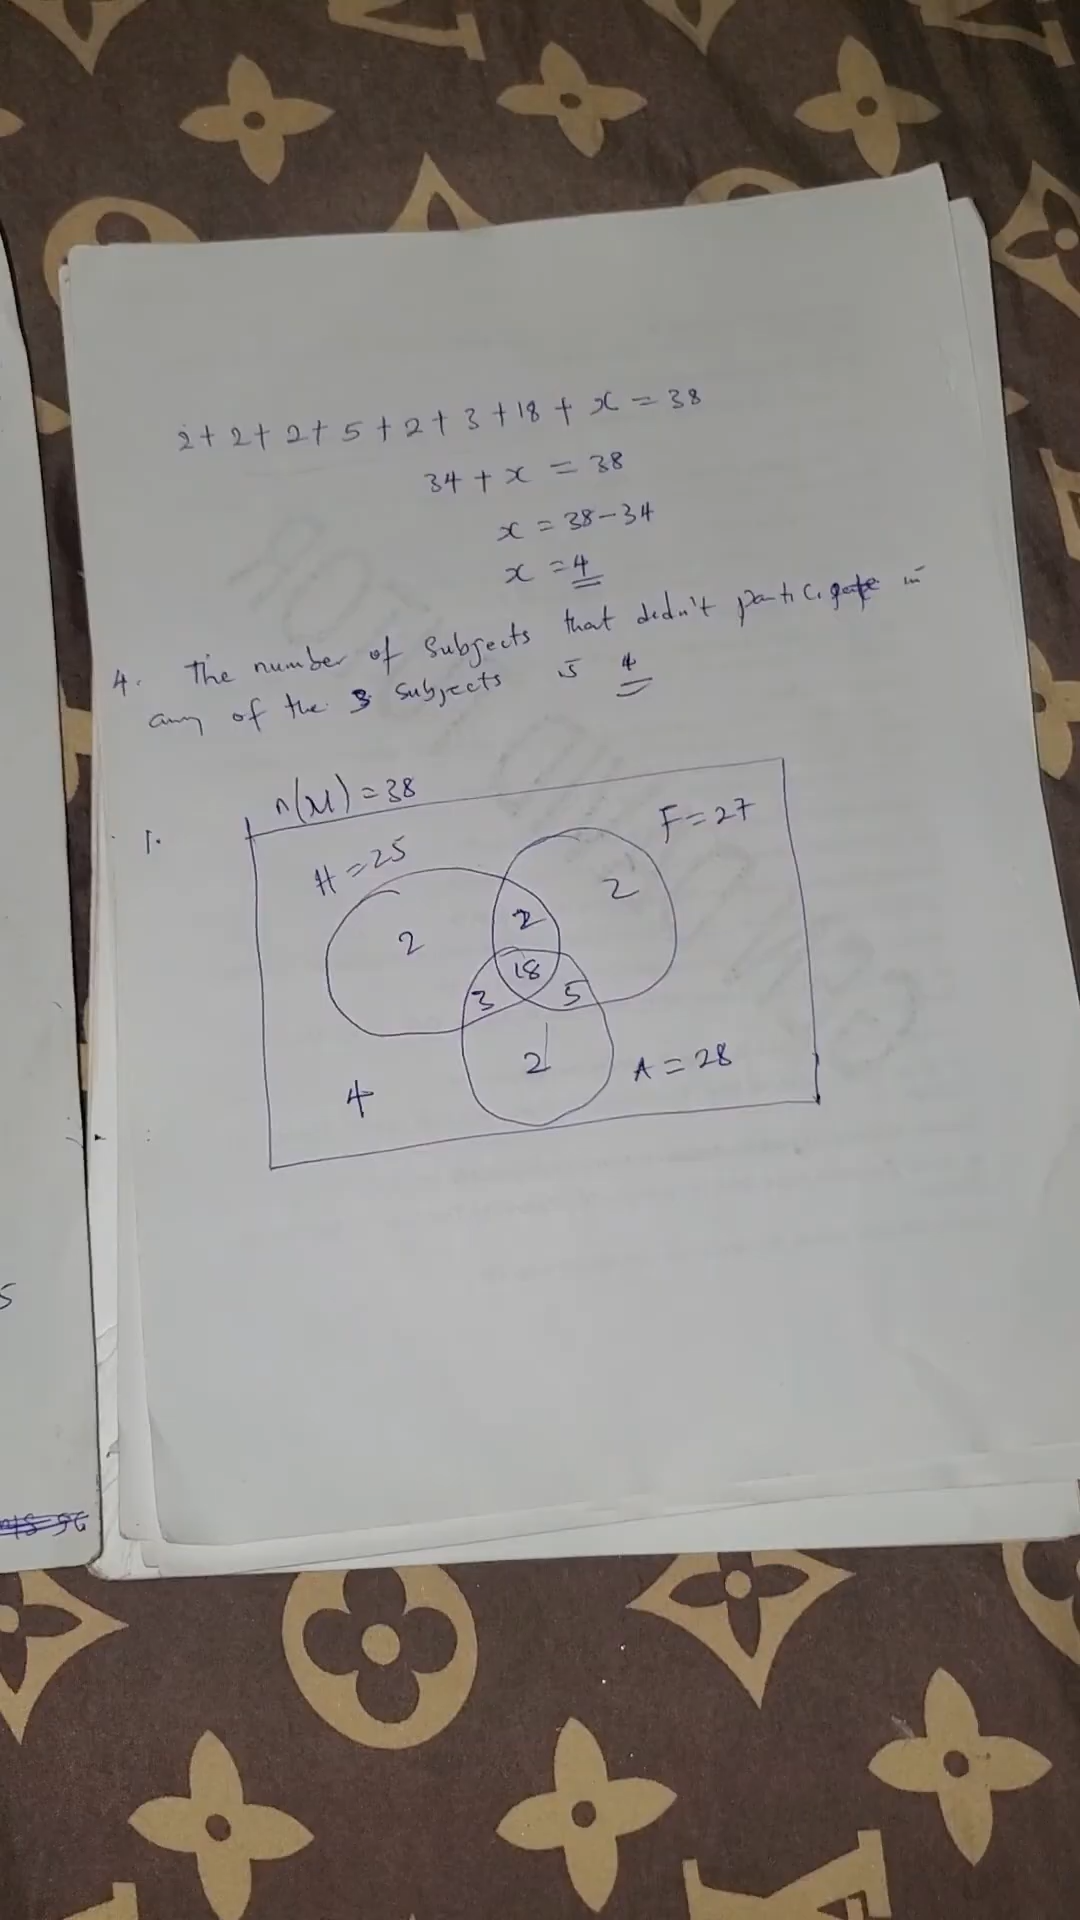 2 + 2 + 2 + 5 + 2 + 3 + 18 + x = 38
34 + x = 38
x = 38 - 34
x = 4
4. The number of Subjects that didn't participate in
any of the 3 Subjects is 4
1. n(U) = 38
H = 25
F = 27
2
2
2
18
3
5
2
A = 28
4
5